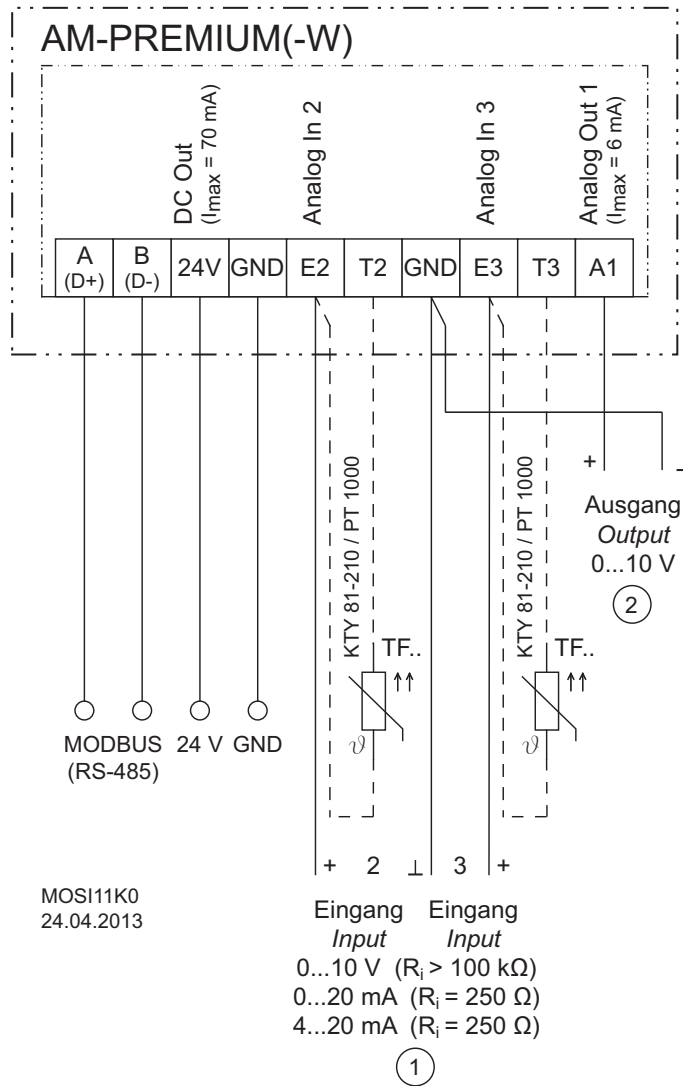 AM-PREMIUM(-W)
DC Out
(Imax = 70 mA)
Analog In 2
Analog In 3
Analog Out 1
(Imax = 6 mA)
A
(D+)
B
(D-)
24V
GND
E2
T2
GND
E3
T3
A1
KTY 81-210 / PT 1000
KTY 81-210 / PT 1000
+
Ausgang
Output
0...10 V
2
TF..
TF..
ϑ
ϑ
MODBUS
(RS-485)
24 V
GND
+ 2 ⊥ 3 +
MOSI11K0
24.04.2013
Eingang Eingang
Input Input
0...10 V (Ri > 100 kΩ)
0...20 mA (Ri = 250 Ω)
4...20 mA (Ri = 250 Ω)
1